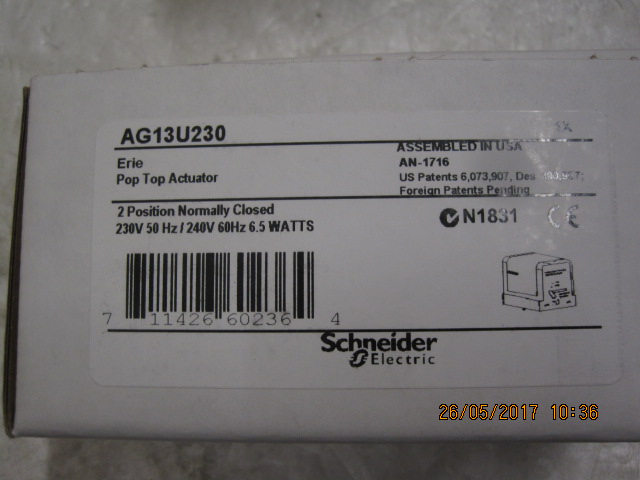 AG13U230
Erie
Pop Top Actuator
ASSEMBLED IN USA
AN-1716
US Patents 6,073,907, Des
Foreign Patents Pending
2 Position Normally Closed
230V 50 Hz / 240V 60Hz 6.5 WATTS
N1831 CE
7 11426 60236 4
Schneider
Electric
26/05/2017 10:36